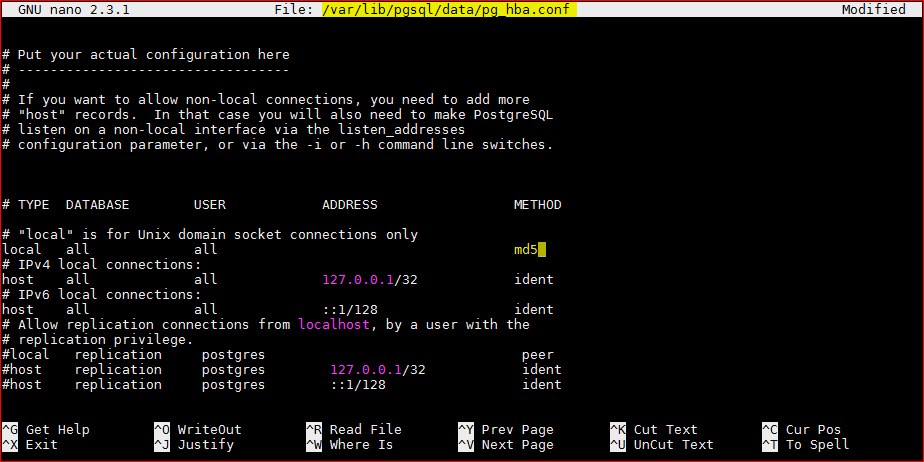 GNU nano 2.3.1 File: /var/lib/pgsql/data/pg_hba.conf Modified
# Put your actual configuration here
# ----------------------------------
#
# If you want to allow non-local connections, you need to add more
# "host" records.  In that case you will also need to make PostgreSQL
# listen on a non-local interface via the listen_addresses
# configuration parameter, or via the -i or -h command line switches.
# TYPE  DATABASE        USER            ADDRESS                 METHOD
# "local" is for Unix domain socket connections only
local   all             all                                     md5
# IPv4 local connections:
host    all             all             127.0.0.1/32            ident
# IPv6 local connections:
host    all             all             ::1/128                 ident
# Allow replication connections from localhost, by a user with the
# replication privilege.
#local   replication     postgres                                peer
#host    replication     postgres        127.0.0.1/32            ident
#host    replication     postgres        ::1/128                 ident
^G Get Help ^O WriteOut ^R Read File ^Y Prev Page ^K Cut Text ^C Cur Pos
^X Exit ^J Justify ^W Where Is ^V Next Page ^U UnCut Text ^T To Spell